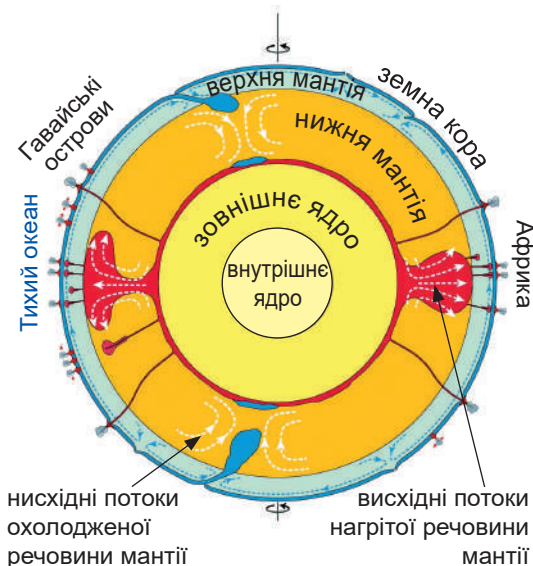 верхня мантія
земна кора
Гавайські
острови
нижня мантія
зовнішнє ядро
Тихий океан
внутрішнє
ядро
Африка
нисхідні потоки
охолодженої
речовини мантії
висхідні потоки
нагрітої речовини
мантії